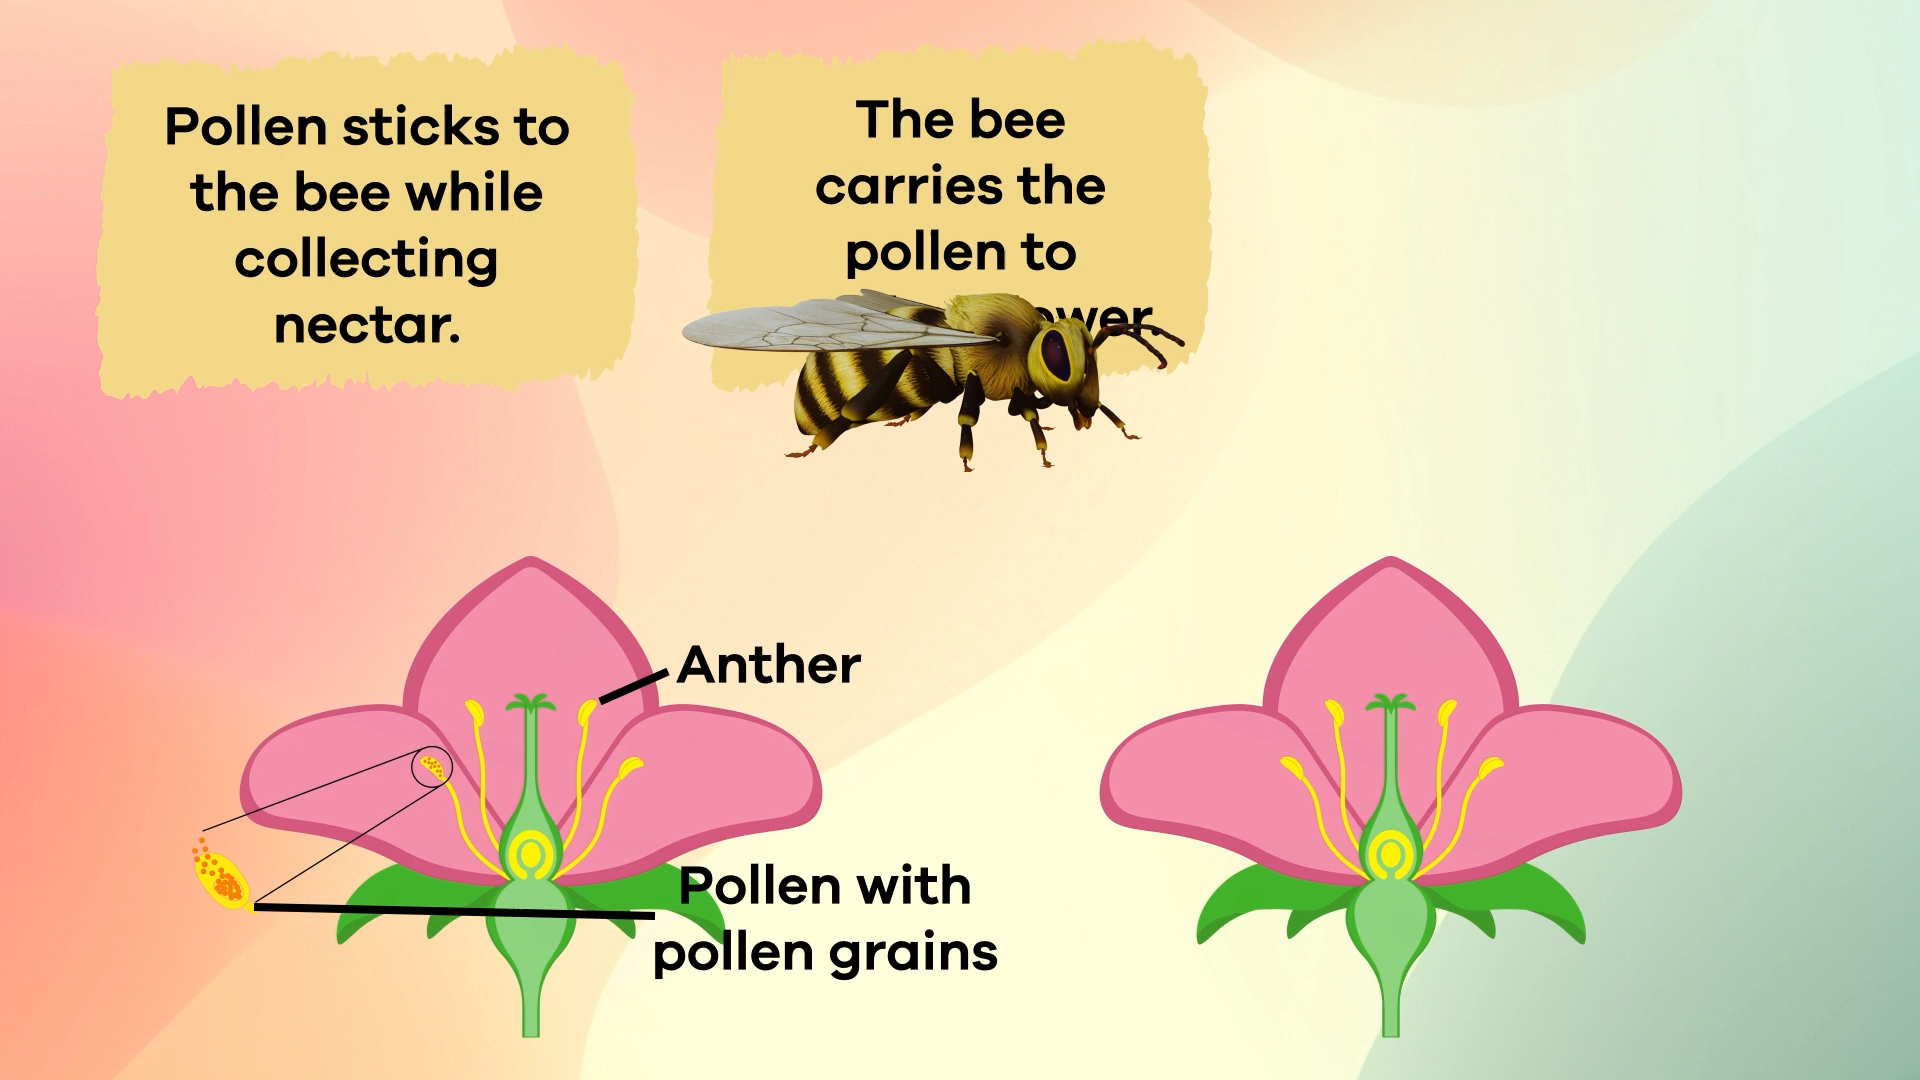 Pollen sticks to
the bee while
collecting
nectar.
The bee
carries the
pollen to
Anther
Pollen with
pollen grains